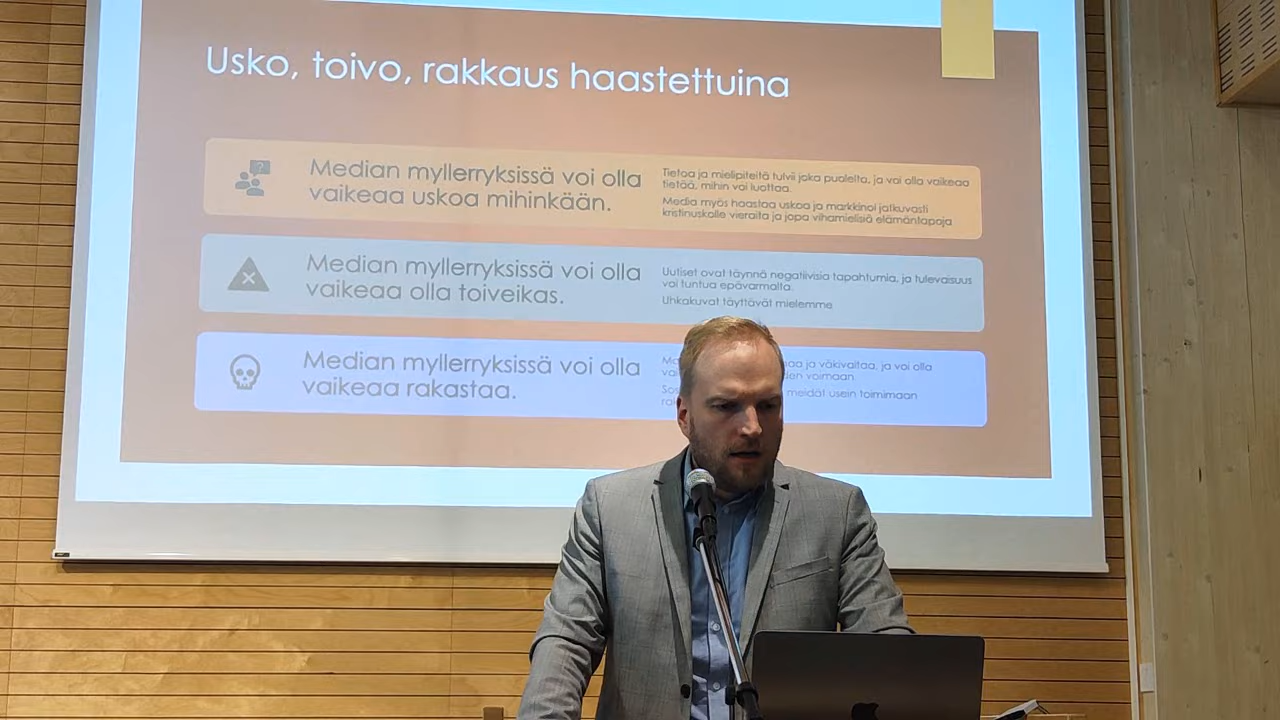 Usko, toivo, rakkaus haastettuina
Median myllerryksissä voi olla
vaikeaa uskoa mihinkään.
Tietoa ja mielipiteitä tulvii joka puolelta, ja voi olla vaikeaa
tietää, mihin voi luottaa.
Media myös haastaa uskoa ja markkinoi jatkuvasti
kristinuskolle vieraita ja jopa vihamielisiä elämäntapoja
Median myllerryksissä voi olla
vaikeaa olla toiveikas.
Uutiset ovat täynnä negatiivisia tapahtumia, ja tulevaisuus
voi tuntua epävarmalta.
Uhkakuvat täyttävät mielemme
Median myllerryksissä voi olla
vaikeaa rakastaa.
ja väkivaltaa, ja voi olla
voimaan.
meidät usein toimimaan